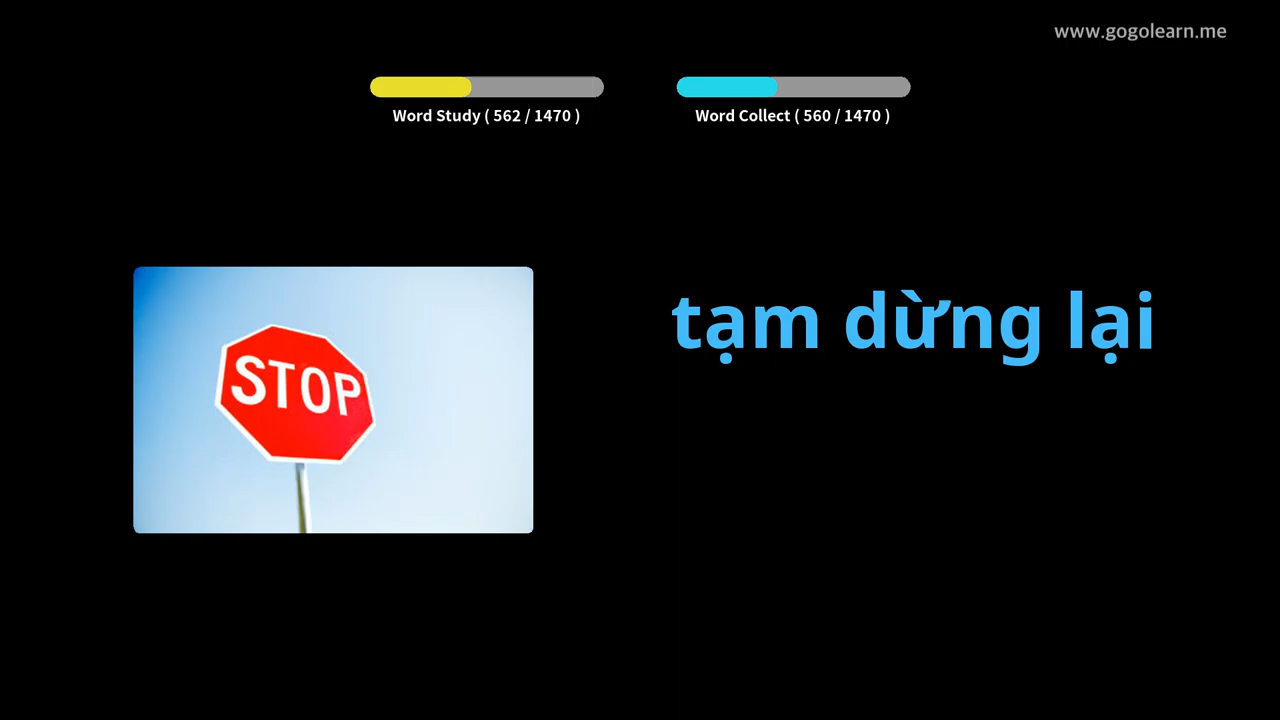 www.gogolearn.me
Word Study ( 562 / 1470 )
Word Collect ( 560 / 1470 )
STOP
tạm dừng lại